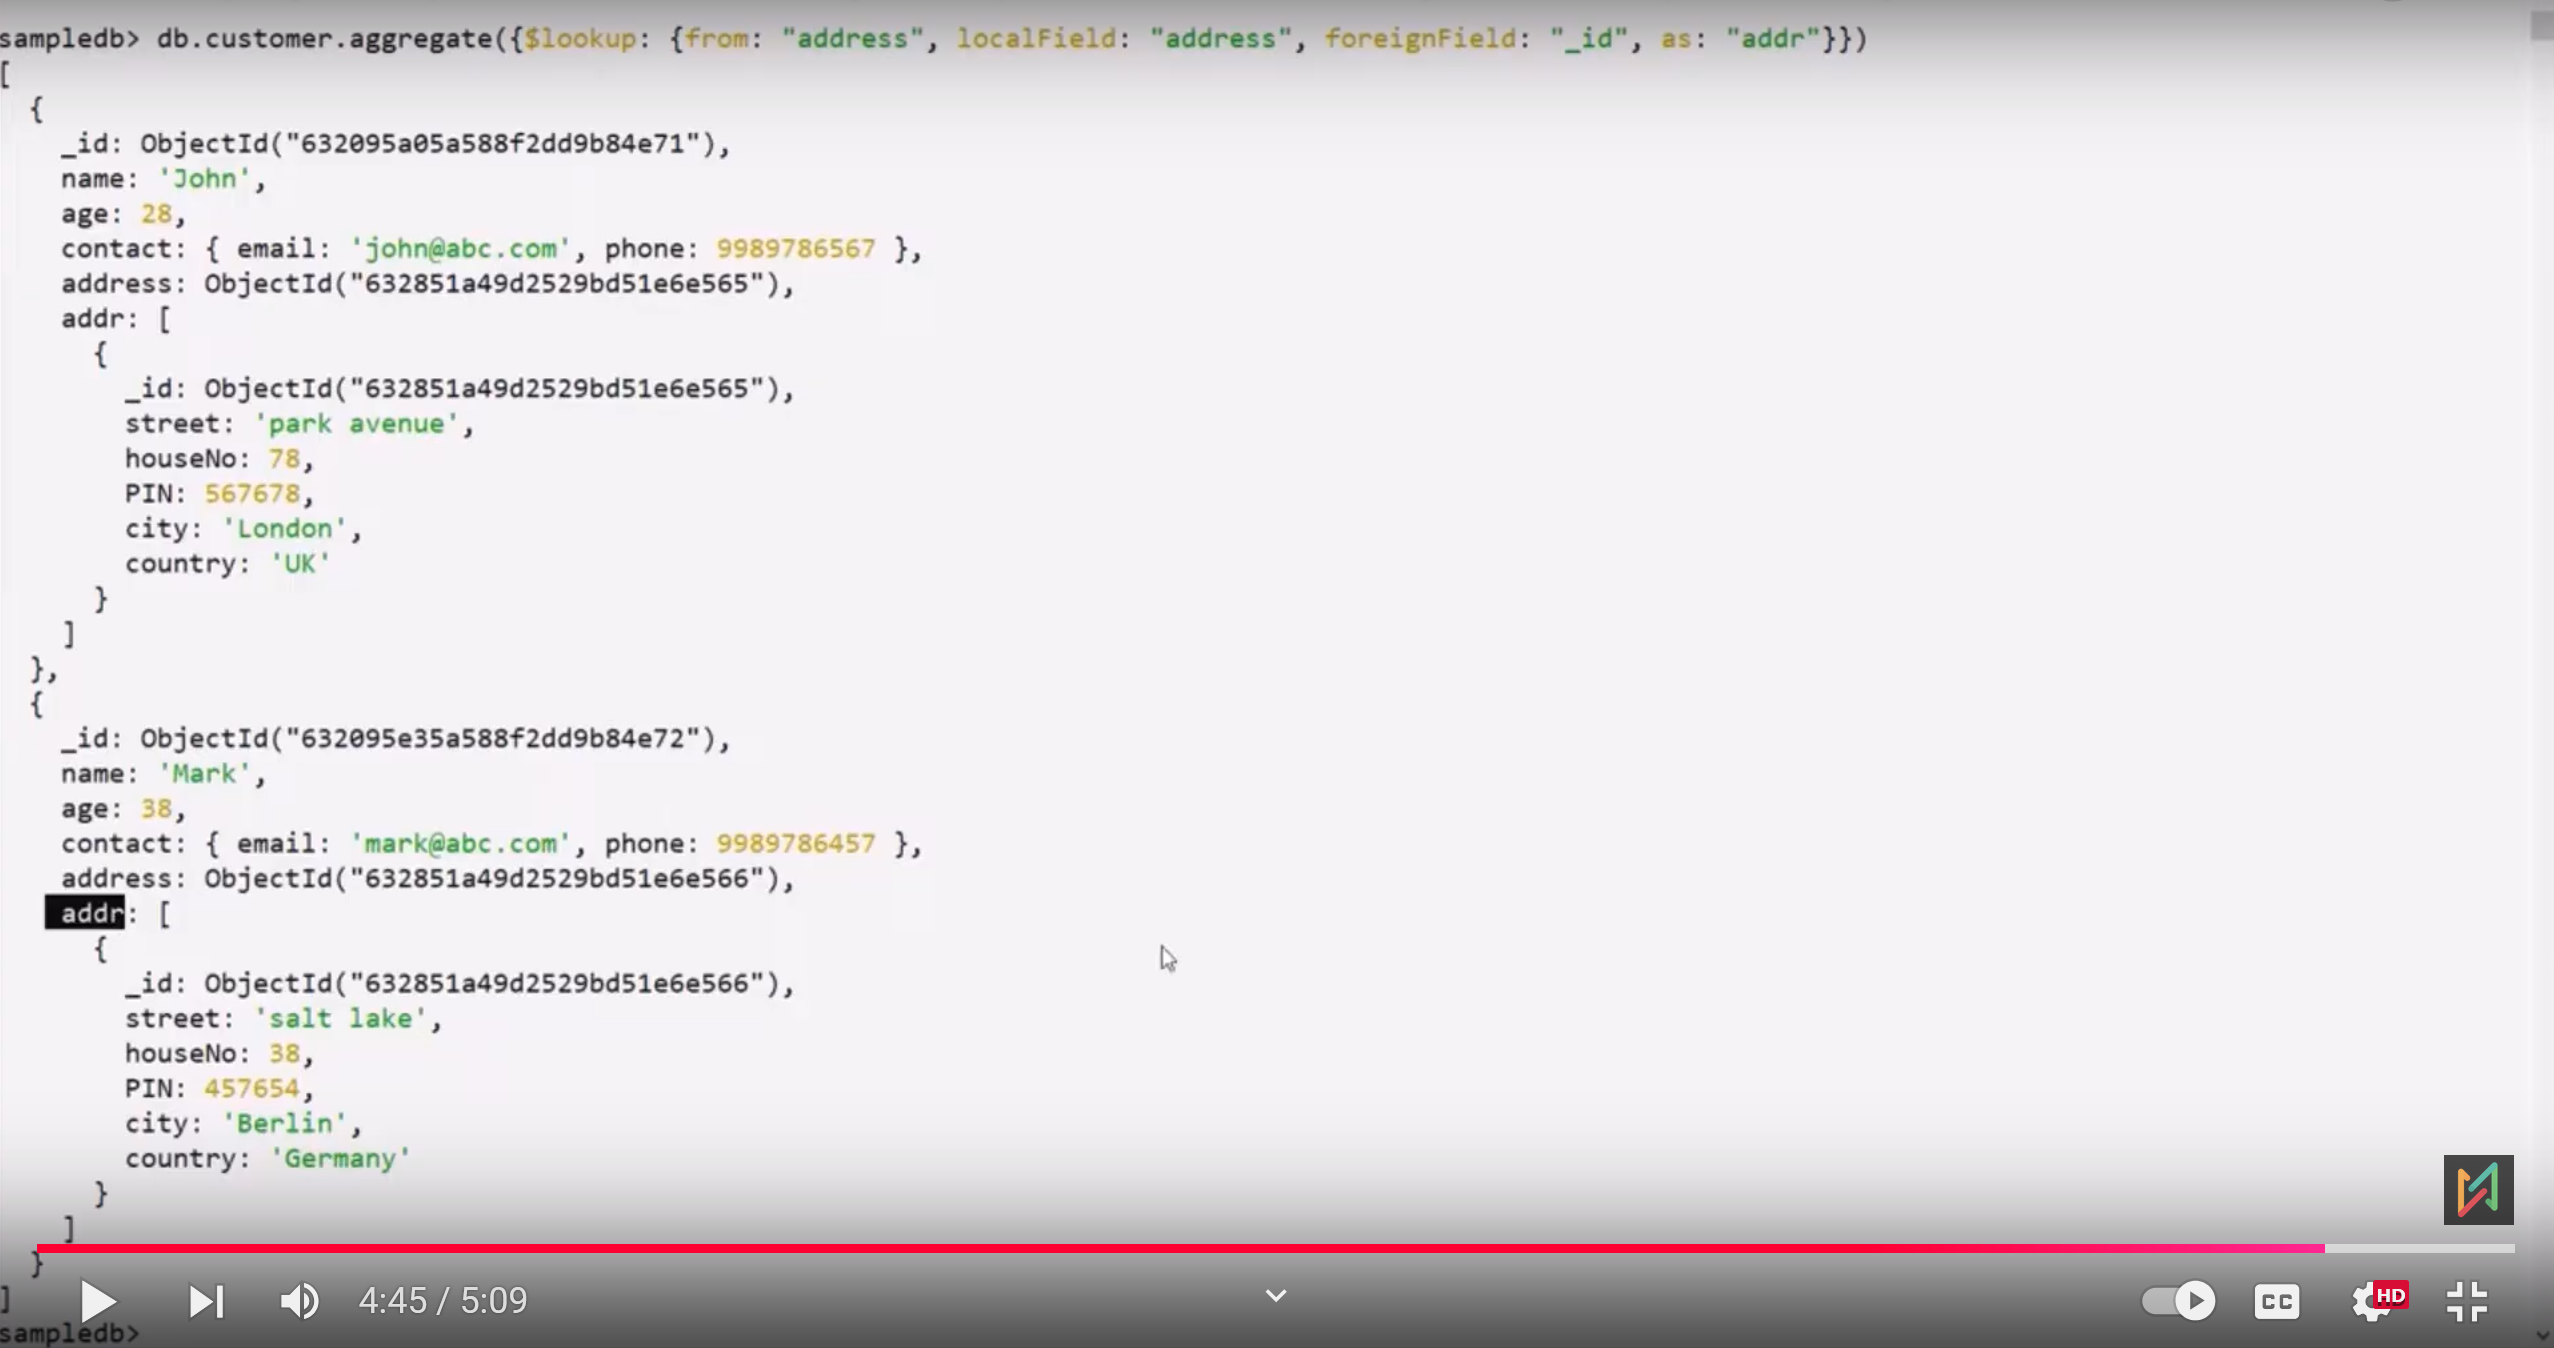 sampledb> db.customer.aggregate({$lookup: {from: "address", localField: "address", foreignField: "_id", as: "addr"}})
[
  {
    _id: ObjectId("632095a05a588f2dd9b84e71"),
    name: 'John',
    age: 28,
    contact: { email: 'john@abc.com', phone: 9989786567 },
    address: ObjectId("632851a49d2529bd51e6e565"),
    addr: [
      {
        _id: ObjectId("632851a49d2529bd51e6e565"),
        street: 'park avenue',
        houseNo: 78,
        PIN: 567678,
        city: 'London',
        country: 'UK'
      }
    ]
  },
  {
    _id: ObjectId("632095e35a588f2dd9b84e72"),
    name: 'Mark',
    age: 38,
    contact: { email: 'mark@abc.com', phone: 9989786457 },
    address: ObjectId("632851a49d2529bd51e6e566"),
    addr: [
      {
        _id: ObjectId("632851a49d2529bd51e6e566"),
        street: 'salt lake',
        houseNo: 38,
        PIN: 457654,
        city: 'Berlin',
        country: 'Germany'
      }
    ]
  }
]
4:45 / 5:09
CC
HD
sampledb>